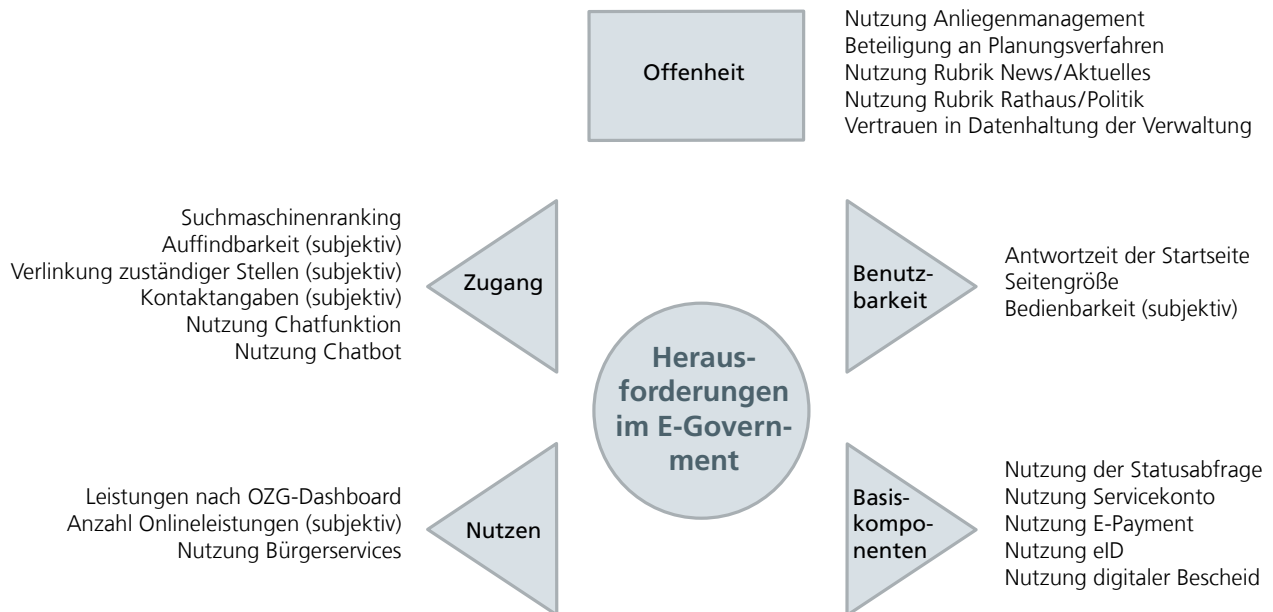 Offenheit
Nutzung Anliegenmanagement
Beteiligung an Planungsverfahren
Nutzung Rubrik News/Aktuelles
Nutzung Rubrik Rathaus/Politik
Vertrauen in Datenhaltung der Verwaltung
Suchmaschinenranking
Auffindbarkeit (subjektiv)
Verlinkung zuständiger Stellen (subjektiv)
Kontaktangaben (subjektiv)
Nutzung Chatfunktion
Nutzung Chatbot
Zugang
Benutz-
barkeit
Antwortzeit der Startseite
Seitengröße
Bedienbarkeit (subjektiv)
Heraus-
forderungen
im E-Govern-
ment
Leistungen nach OZG-Dashboard
Anzahl Onlineleistungen (subjektiv)
Nutzung Bürgerservices
Nutzen
Basis-
kompo-
nenten
Nutzung der Statusabfrage
Nutzung Servicekonto
Nutzung E-Payment
Nutzung eID
Nutzung digitaler Bescheid